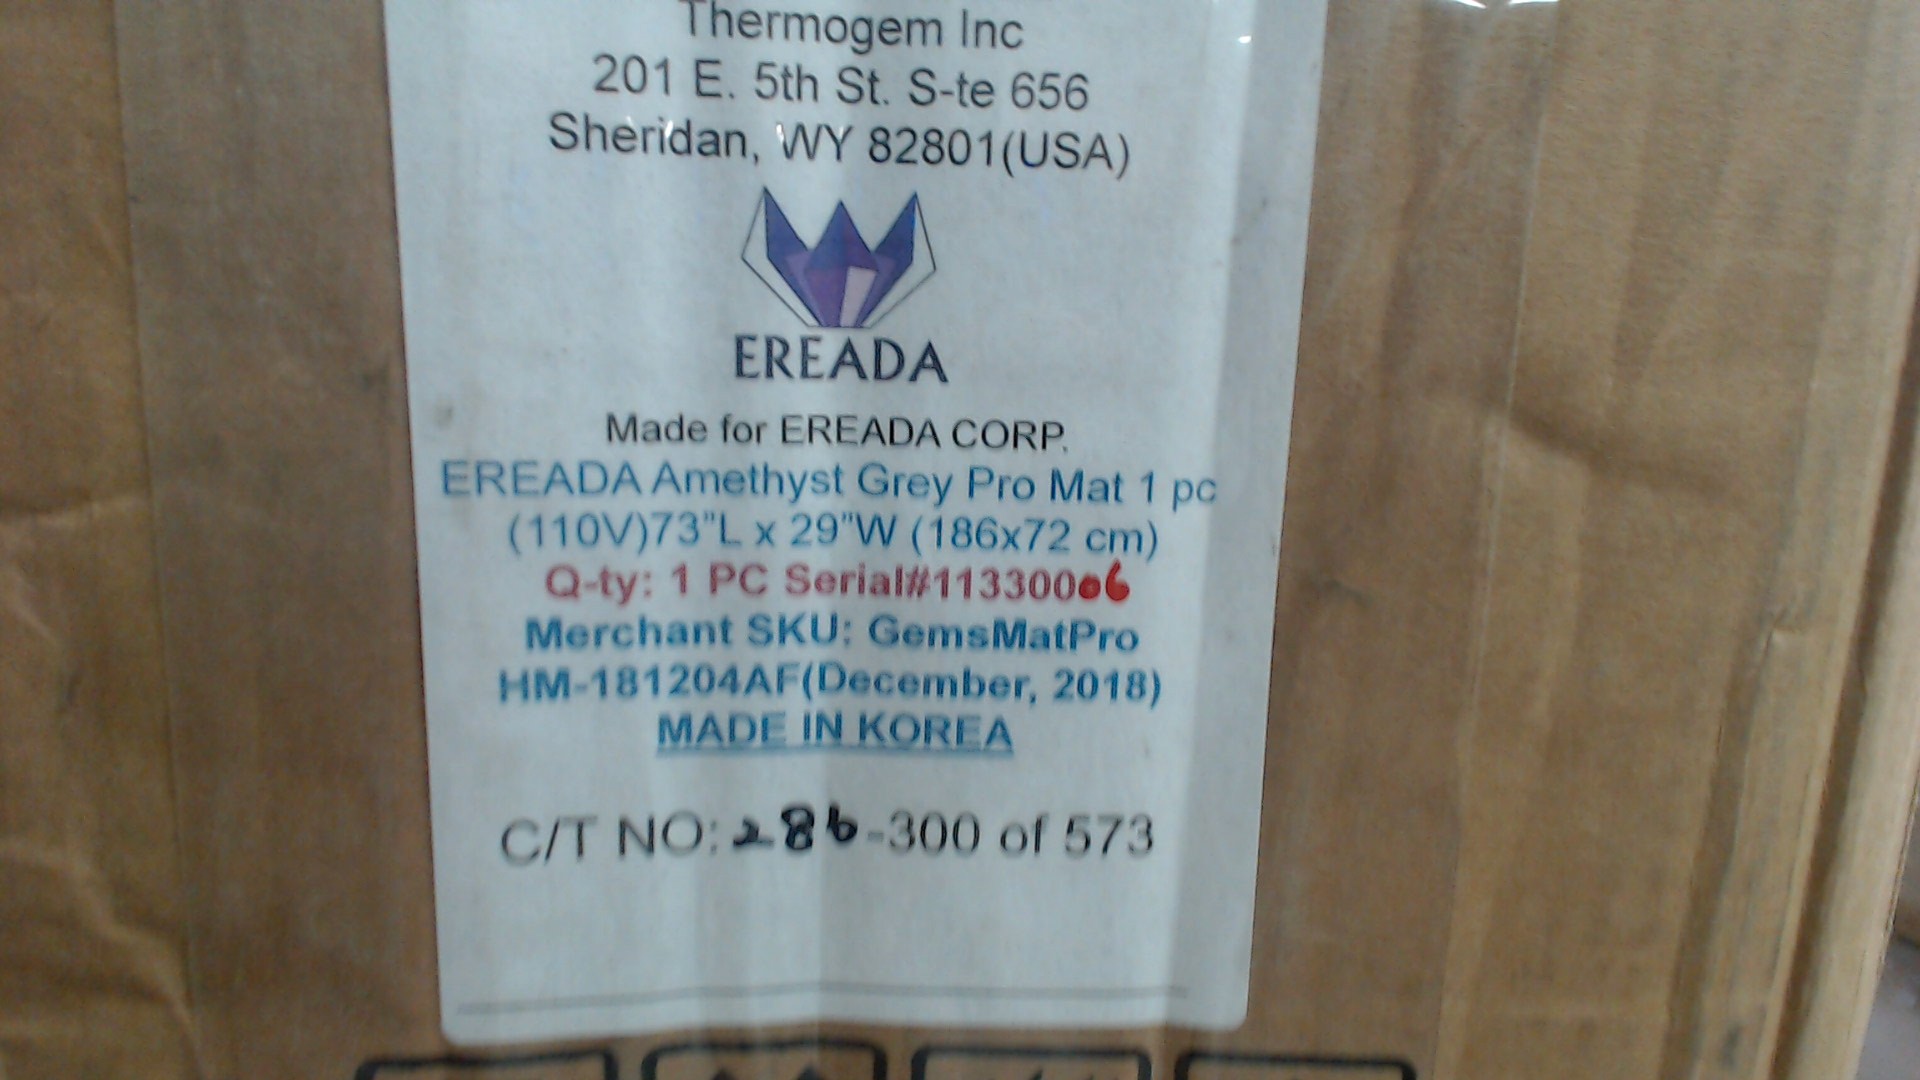 Thermogem Inc
201 E. 5th St. S-te 656
Sheridan, WY 82801(USA)
EREADA
Made for EREADA CORP.
EREADA Amethyst Grey Pro Mat 1 pc
(110V)73"L x 29"W (186x72 cm)
Q-ty: 1 PC Serial#11330006
Merchant SKU: GemsMatPro
HM-181204AF(December, 2018)
MADE IN KOREA
C/T NO: 286-300 of 573